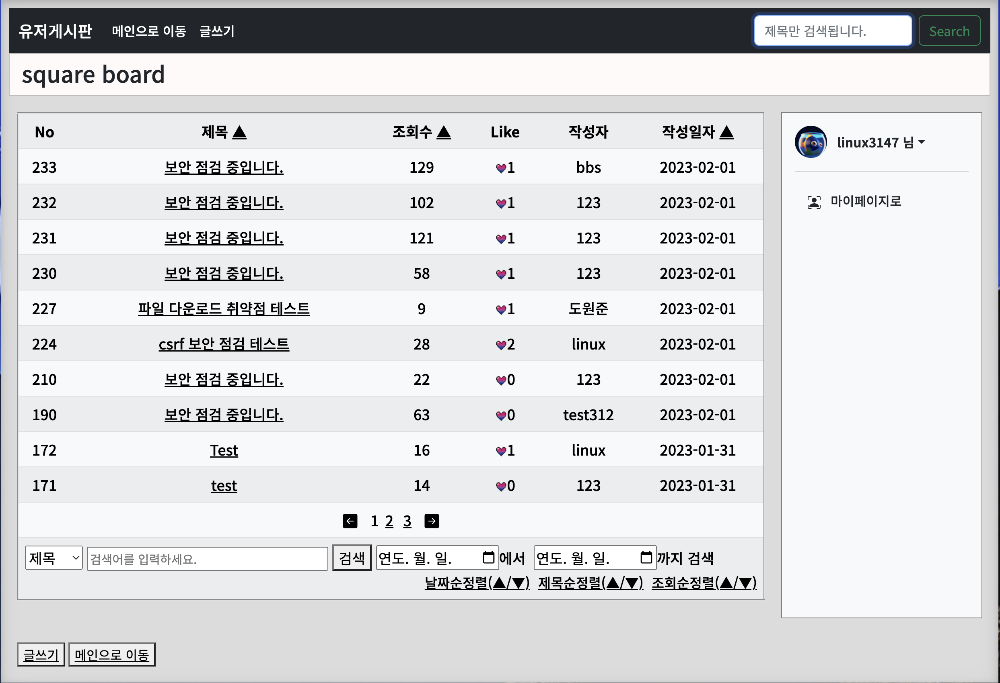 유저게시판 메인으로 이동 글쓰기 제목만 검색됩니다. Search
square board
No 제목 ▲ 조회수 ▲ Like 작성자 작성일자 ▲
linux3147 님
233 보안 점검 중입니다. 129 1 bbs 2023-02-01
232 보안 점검 중입니다. 102 1 123 2023-02-01
마이페이지로
231 보안 점검 중입니다. 121 1 123 2023-02-01
230 보안 점검 중입니다. 58 1 123 2023-02-01
227 파일 다운로드 취약점 테스트 9 1 도원준 2023-02-01
224 csrf 보안 점검 테스트 28 2 linux 2023-02-01
210 보안 점검 중입니다. 22 0 123 2023-02-01
190 보안 점검 중입니다. 63 0 test312 2023-02-01
172 Test 16 1 linux 2023-01-31
171 test 14 0 123 2023-01-31
1 2 3
제목 검색어를 입력하세요. 검색 연도. 월. 일. 에서 연도. 월. 일. 까지 검색
날짜순정렬(▲/▼) 제목순정렬(▲/▼) 조회순정렬(▲/▼)
글쓰기 메인으로 이동